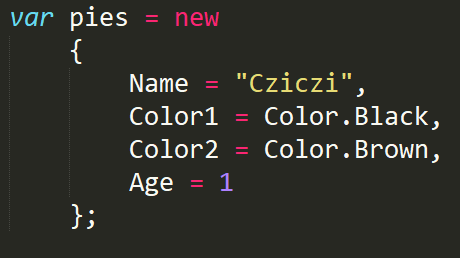 var pies = new
{
Name = "Cziczi",
Color1 = Color.Black,
Color2 = Color.Brown,
Age = 1
};